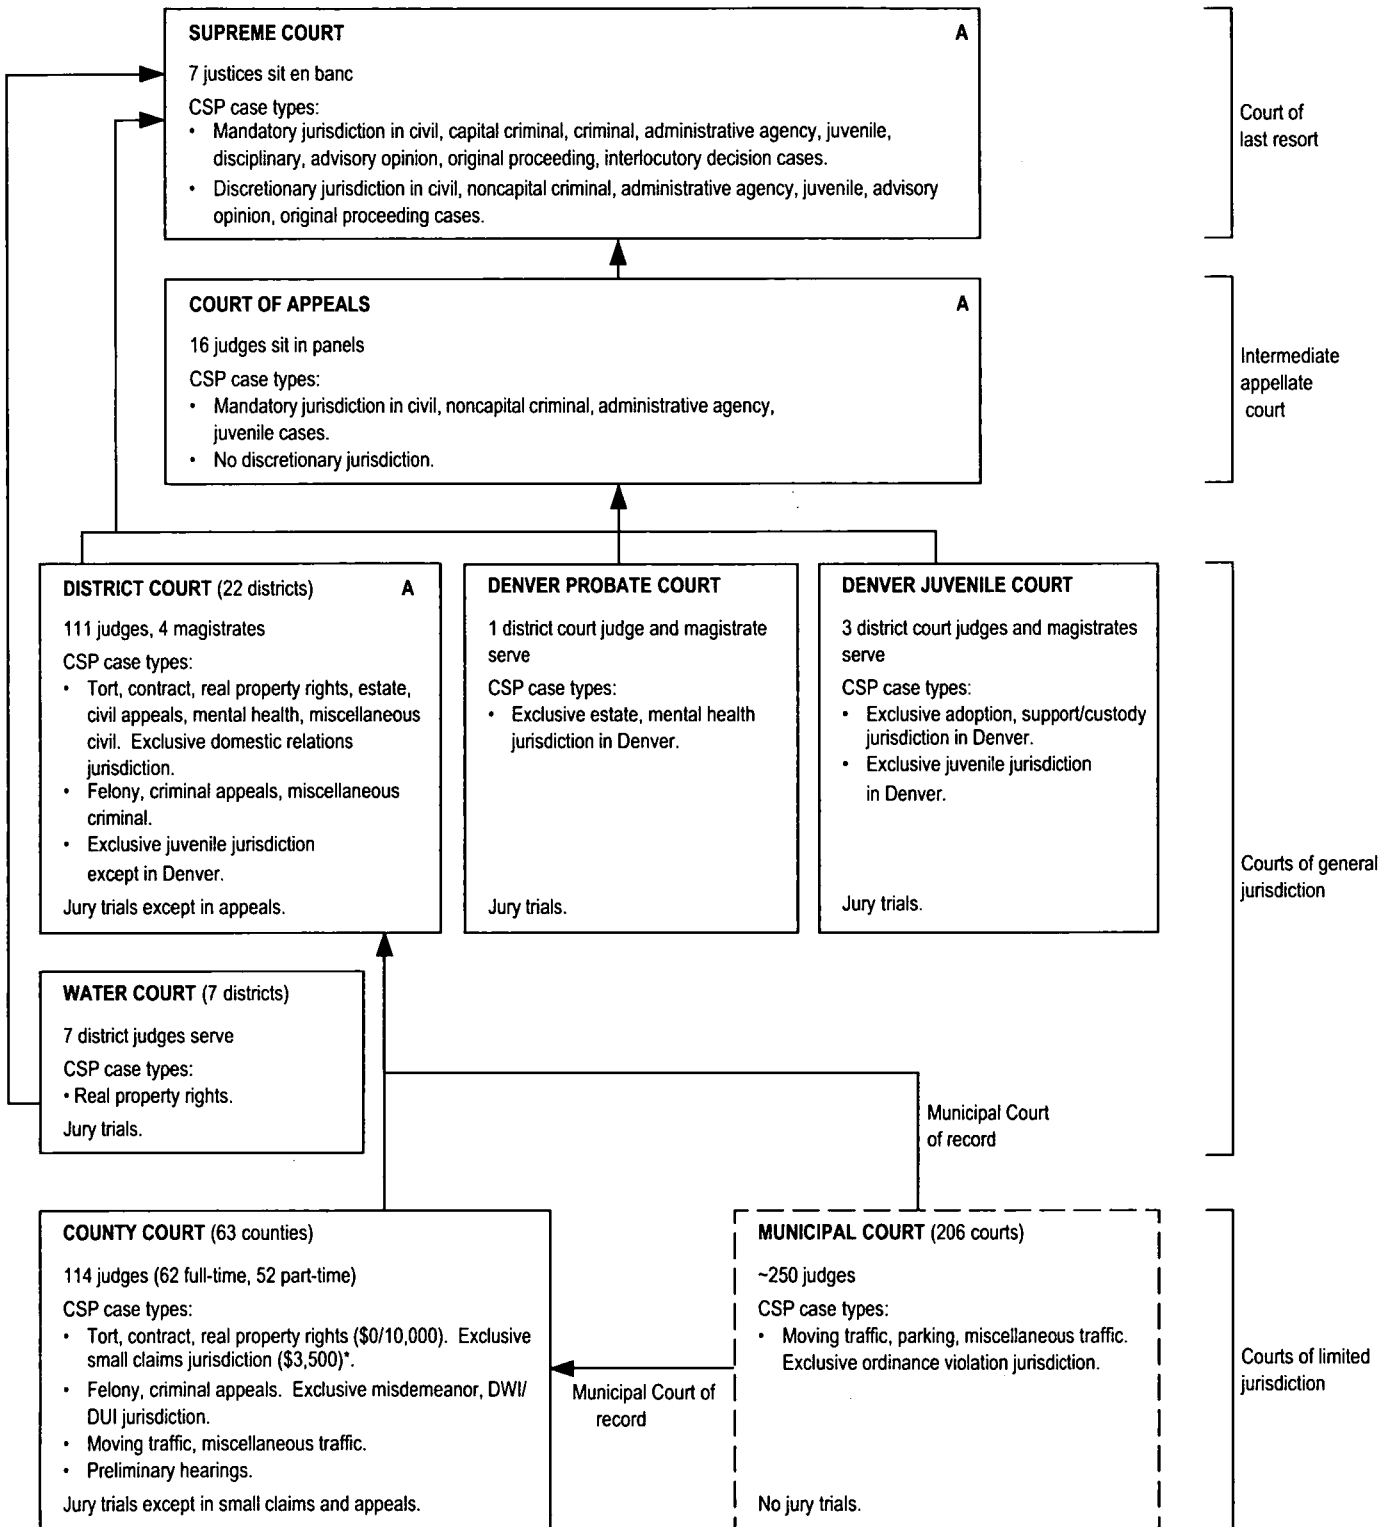 SUPREME COURT A
7 justices sit en banc
CSP case types:
• Mandatory jurisdiction in civil, capital criminal, criminal, administrative agency, juvenile,
disciplinary, advisory opinion, original proceeding, interlocutory decision cases.
• Discretionary jurisdiction in civil, noncapital criminal, administrative agency, juvenile, advisory
opinion, original proceeding cases.
Court of
last resort
COURT OF APPEALS A
16 judges sit in panels
CSP case types:
• Mandatory jurisdiction in civil, noncapital criminal, administrative agency,
juvenile cases.
• No discretionary jurisdiction.
Intermediate
appellate
court
DISTRICT COURT (22 districts) A
111 judges, 4 magistrates
CSP case types:
• Tort, contract, real property rights, estate,
civil appeals, mental health, miscellaneous
civil. Exclusive domestic relations
jurisdiction.
• Felony, criminal appeals, miscellaneous
criminal.
• Exclusive juvenile jurisdiction
except in Denver.
Jury trials except in appeals.
DENVER PROBATE COURT
1 district court judge and magistrate
serve
CSP case types:
• Exclusive estate, mental health
jurisdiction in Denver.
Jury trials.
DENVER JUVENILE COURT
3 district court judges and magistrates
serve
CSP case types:
• Exclusive adoption, support/custody
jurisdiction in Denver.
• Exclusive juvenile jurisdiction
in Denver.
Jury trials.
Courts of general
jurisdiction
WATER COURT (7 districts)
7 district judges serve
CSP case types:
• Real property rights.
Jury trials.
Municipal Court
of record
COUNTY COURT (63 counties)
114 judges (62 full-time, 52 part-time)
CSP case types:
• Tort, contract, real property rights ($0/10,000). Exclusive
small claims jurisdiction ($3,500)*.
• Felony, criminal appeals. Exclusive misdemeanor, DWI/
DUI jurisdiction.
• Moving traffic, miscellaneous traffic.
• Preliminary hearings.
Jury trials except in small claims and appeals.
Municipal Court of
record
MUNICIPAL COURT (206 courts)
~250 judges
CSP case types:
• Moving traffic, parking, miscellaneous traffic.
Exclusive ordinance violation jurisdiction.
No jury trials.
Courts of limited
jurisdiction